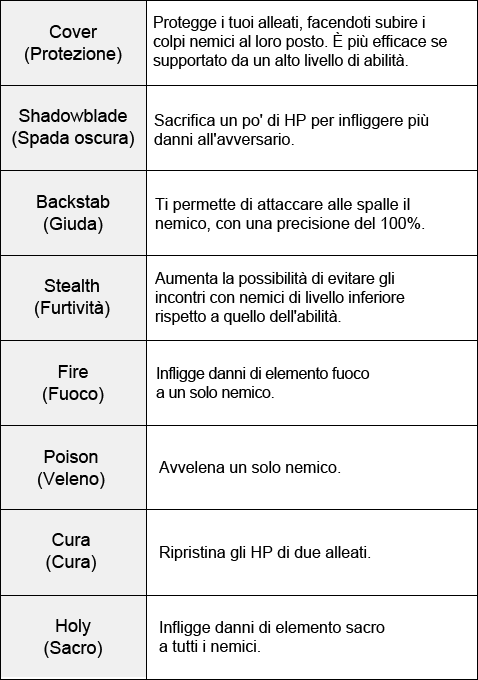 Cover
(Protezione)
Protegge i tuoi alleati, facendoti subire i
colpi nemici al loro posto. È più efficace se
supportato da un alto livello di abilità.
Shadowblade
(Spada oscura)
Sacrifica un po' di HP per infliggere più
danni all'avversario.
Backstab
(Giuda)
Ti permette di attaccare alle spalle il
nemico, con una precisione del 100%.
Stealth
(Furtività)
Aumenta la possibilità di evitare gli
incontri con nemici di livello inferiore
rispetto a quello dell'abilità.
Fire
(Fuoco)
Infligge danni di elemento fuoco
a un solo nemico.
Poison
(Veleno)
Avvelena un solo nemico.
Cura
(Cura)
Ripristina gli HP di due alleati.
Holy
(Sacro)
Infligge danni di elemento sacro
a tutti i nemici.